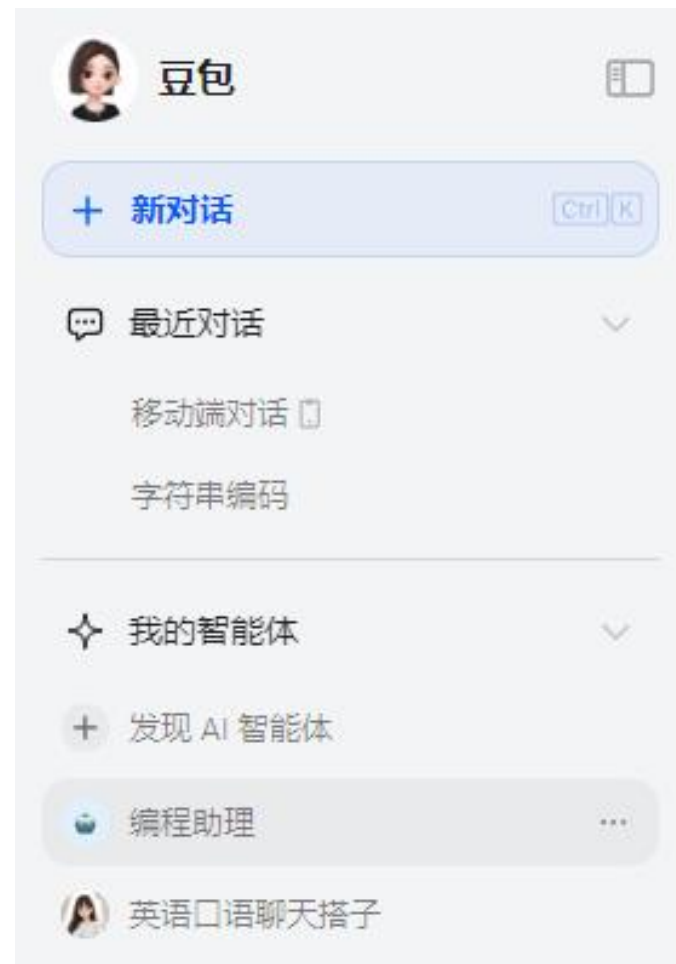 豆包
+ 新对话 Ctrl K
最近对话
移动端对话
字符串编码
我的智能体
+ 发现 AI 智能体
编程助理 ...
英语口语聊天搭子